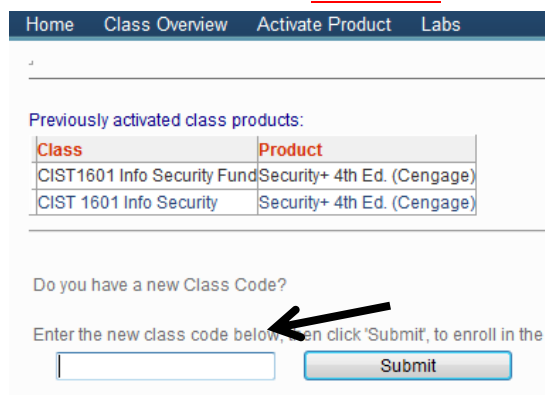 Home Class Overview Activate Product Labs
Previously activated class products:
Class Product
CIST1601 Info Security Fund Security+ 4th Ed. (Cengage)
CIST 1601 Info Security Security+ 4th Ed. (Cengage)
Do you have a new Class Code?
Enter the new class code below, then click 'Submit', to enroll in the
Submit